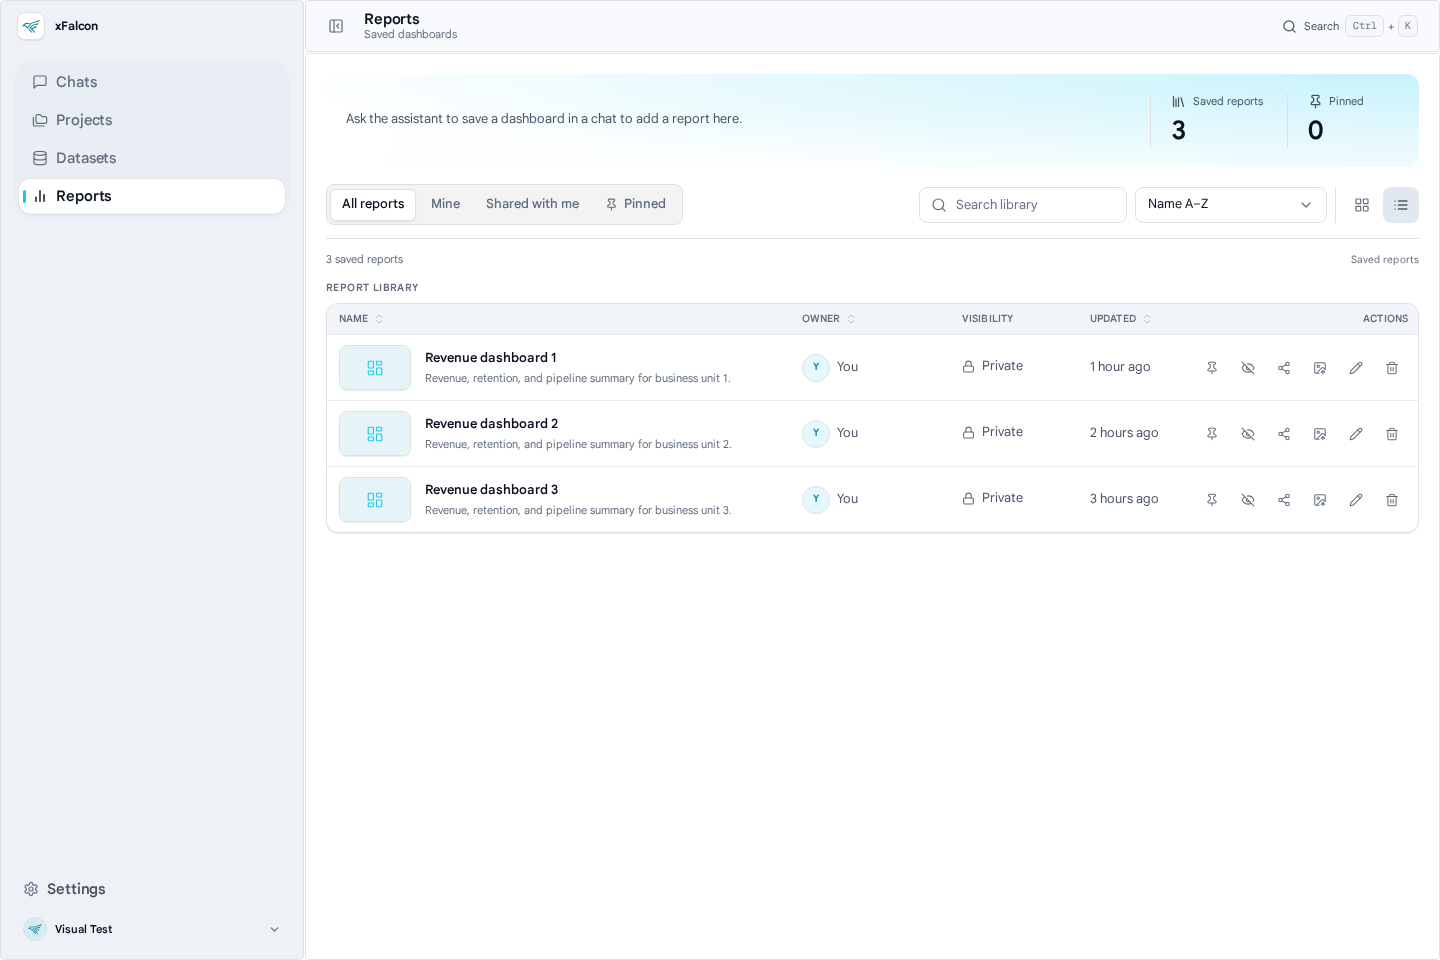 xFalcon
Chats
Projects
Datasets
Reports
Settings
Visual Test
Reports
Saved dashboards
Search Ctrl + K
Ask the assistant to save a dashboard in a chat to add a report here.
Saved reports
3
Pinned
0
All reports Mine Shared with me Pinned
Search library
Name A–Z
3 saved reports
Saved reports
REPORT LIBRARY
NAME OWNER VISIBILITY UPDATED ACTIONS
Revenue dashboard 1
Revenue, retention, and pipeline summary for business unit 1.
Y You Private 1 hour ago
Revenue dashboard 2
Revenue, retention, and pipeline summary for business unit 2.
Y You Private 2 hours ago
Revenue dashboard 3
Revenue, retention, and pipeline summary for business unit 3.
Y You Private 3 hours ago